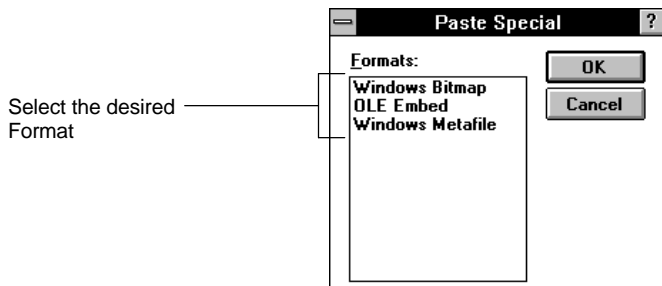 Paste Special ?
Formats:
OK
Windows Bitmap
OLE Embed
Cancel
Windows Metafile
Select the desired
Format